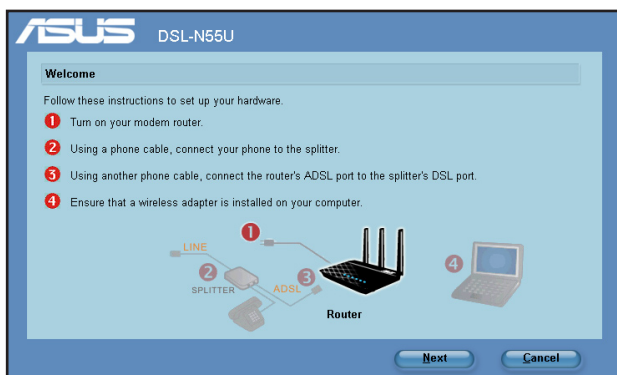 ASUS DSL-N55U
Welcome
Follow these instructions to set up your hardware.
1 Turn on your modem router.
2 Using a phone cable, connect your phone to the splitter.
3 Using another phone cable, connect the router's ADSL port to the splitter's DSL port.
4 Ensure that a wireless adapter is installed on your computer.
1
LINE
2
3
4
SPLITTER
ADSL
Router
Next
Cancel